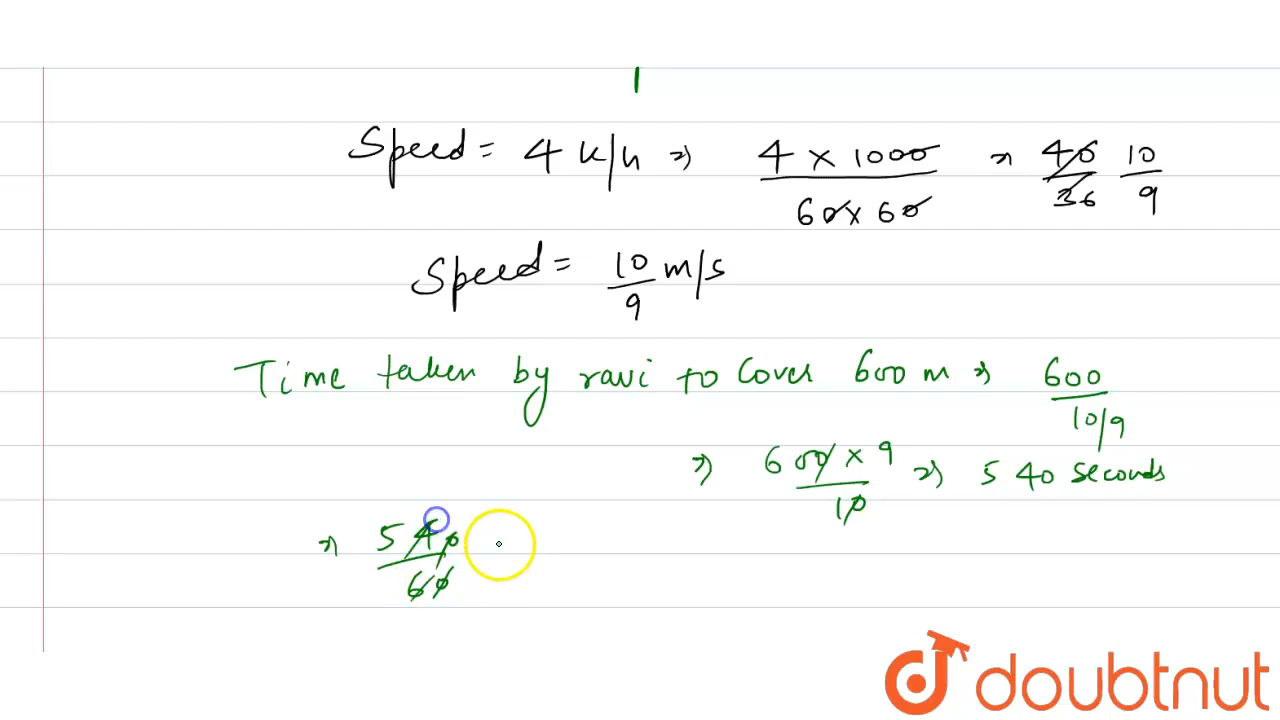 Speed = 4 k/h ⇒ 4 x 1000 / 60 x 60 ⇒ 40/36 10/9
Speed = 10/9 m/s
Time taken by ravi to cover 600 m ⇒ 600 / 10/9
⇒ 600 x 9 / 10 ⇒ 540 seconds
⇒ 540 / 60
doubtnut